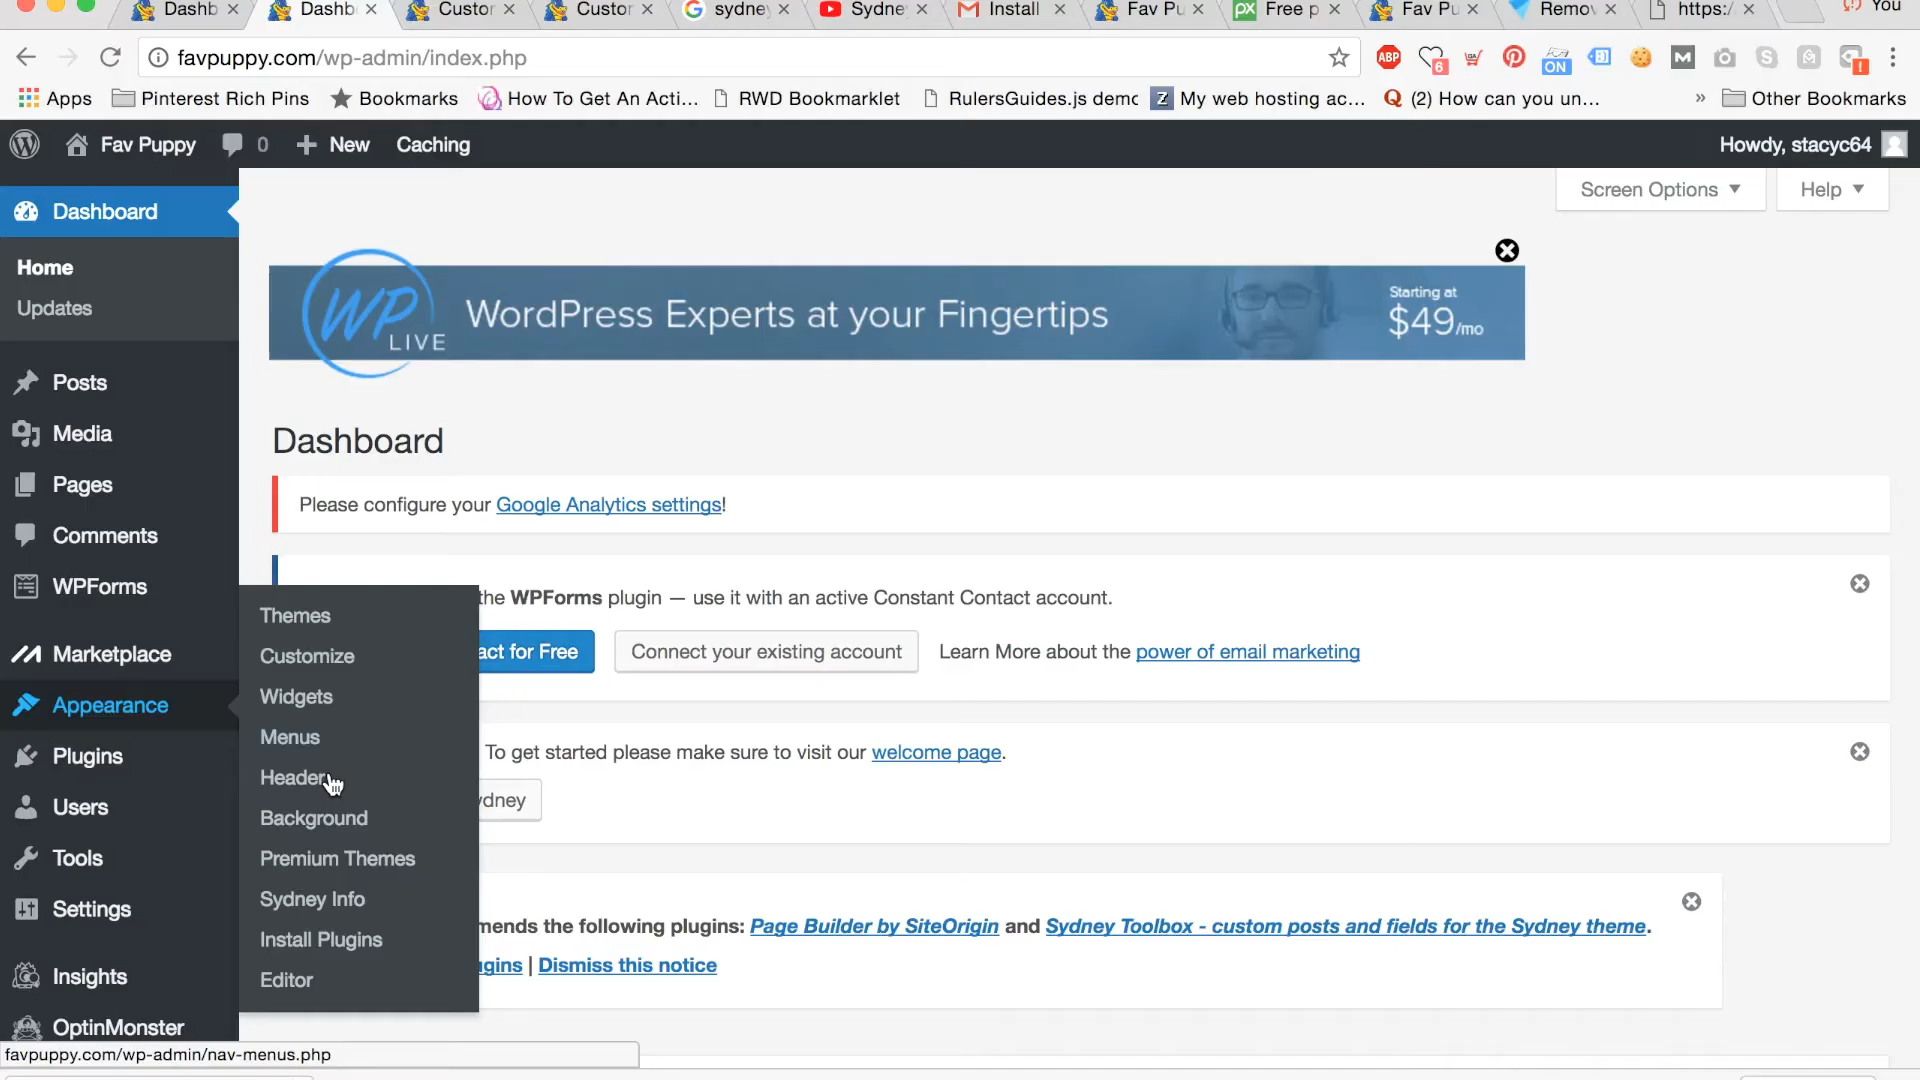 Dashb
Dashb
Custor
Custor
sydne
Sydne
Install
Fav Pu
Free p
Fav Pu
Remov
https:/
You
favpuppy.com/wp-admin/index.php
ABP
6
ON
M
Apps
Pinterest Rich Pins
Bookmarks
How To Get An Acti...
RWD Bookmarklet
RulersGuides.js demo
Z
My web hosting ac...
Q
(2) How can you un...
»
Other Bookmarks
Fav Puppy
0
New
Caching
Howdy, stacyc64
Dashboard
Screen Options
Help
Home
Updates
WP LIVE
WordPress Experts at your Fingertips
Starting at
$49/mo
Posts
Media
Pages
Comments
WPForms
Marketplace
Appearance
Plugins
Users
Tools
Settings
Insights
OptinMonster
Dashboard
Please configure your Google Analytics settings!
the WPForms plugin — use it with an active Constant Contact account.
act for Free
Connect your existing account
Learn More about the power of email marketing
Themes
Customize
Widgets
Menus
Header
Background
Premium Themes
Sydney Info
Install Plugins
Editor
To get started please make sure to visit our welcome page.
ydney
mends the following plugins: Page Builder by SiteOrigin and Sydney Toolbox - custom posts and fields for the Sydney theme.
ugins | Dismiss this notice
favpuppy.com/wp-admin/nav-menus.php